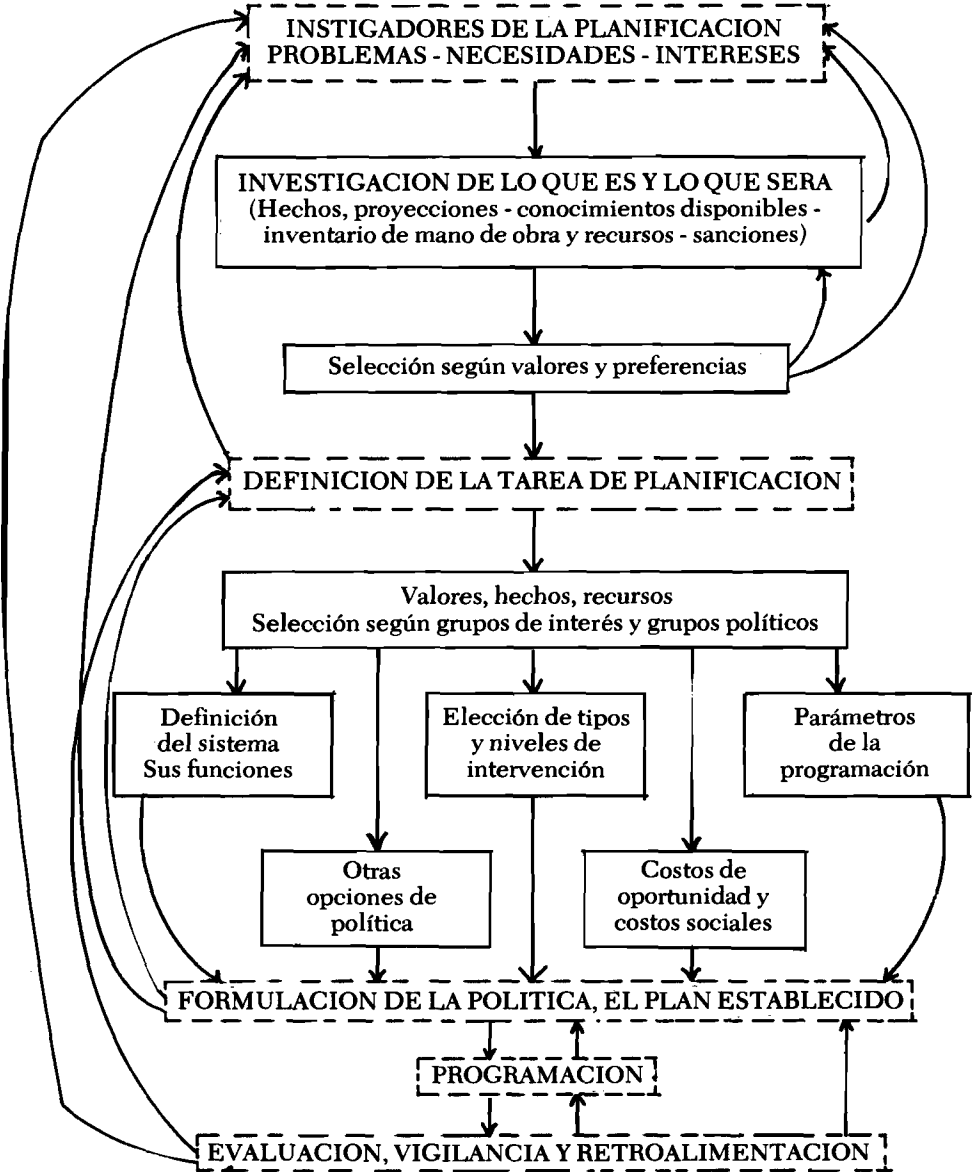 INSTIGADORES DE LA PLANIFICACION
PROBLEMAS - NECESIDADES - INTERESES
INVESTIGACION DE LO QUE ES Y LO QUE SERA
(Hechos, proyecciones - conocimientos disponibles -
inventario de mano de obra y recursos - sanciones)
Selección según valores y preferencias
DEFINICION DE LA TAREA DE PLANIFICACION
Valores, hechos, recursos
Selección según grupos de interés y grupos políticos
Definición
del sistema
Sus funciones
Elección de tipos
y niveles de
intervención
Parámetros
de la
programación
Otras
opciones de
política
Costos de
oportunidad y
costos sociales
FORMULACION DE LA POLITICA, EL PLAN ESTABLECIDO
PROGRAMACION
EVALUACION, VIGILANCIA Y RETROALIMENTACION